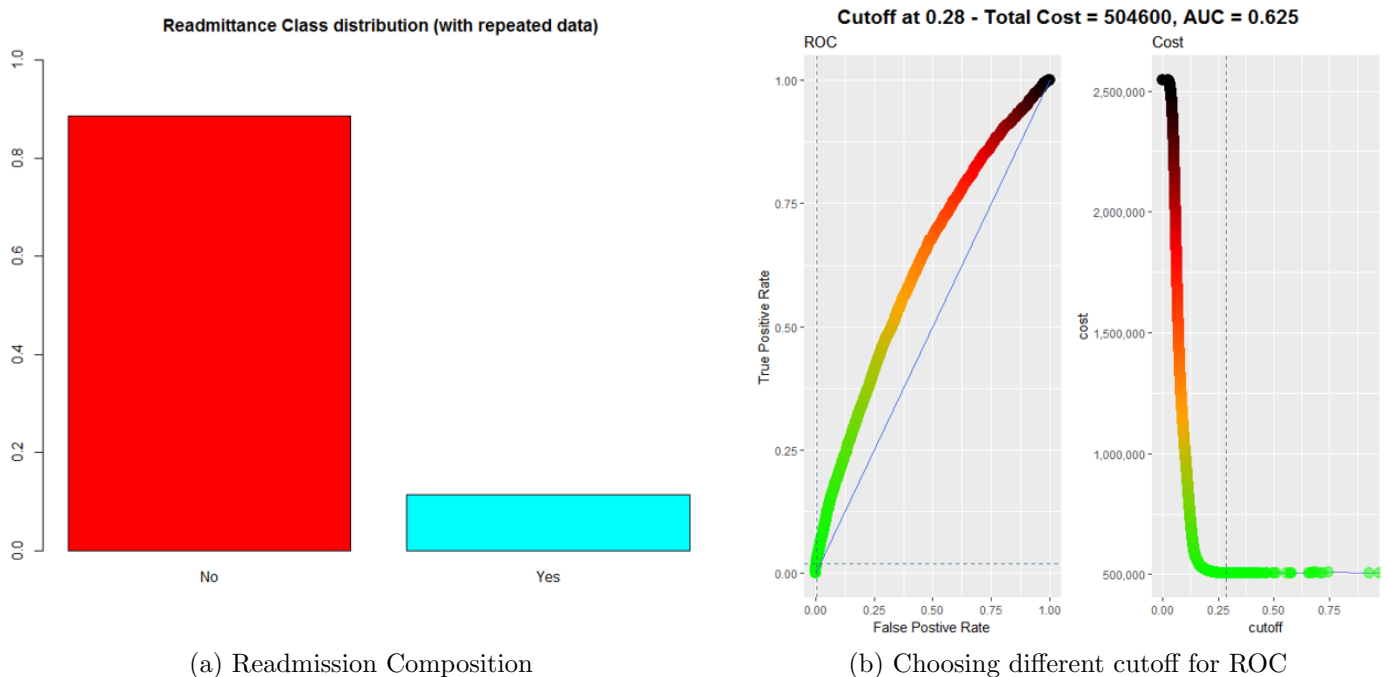 Readmittance Class distribution (with repeated data)
1.0
0.8
0.6
0.4
0.2
0.0
No
Yes
(a) Readmission Composition
Cutoff at 0.28 - Total Cost = 504600, AUC = 0.625
ROC
True Positive Rate
1.00
0.75
0.50
0.25
0.00
0.00
0.25
0.50
0.75
1.00
False Postive Rate
Cost
cost
2,500,000
2,000,000
1,500,000
1,000,000
500,000
0.00
0.25
0.50
0.75
cutoff
(b) Choosing different cutoff for ROC